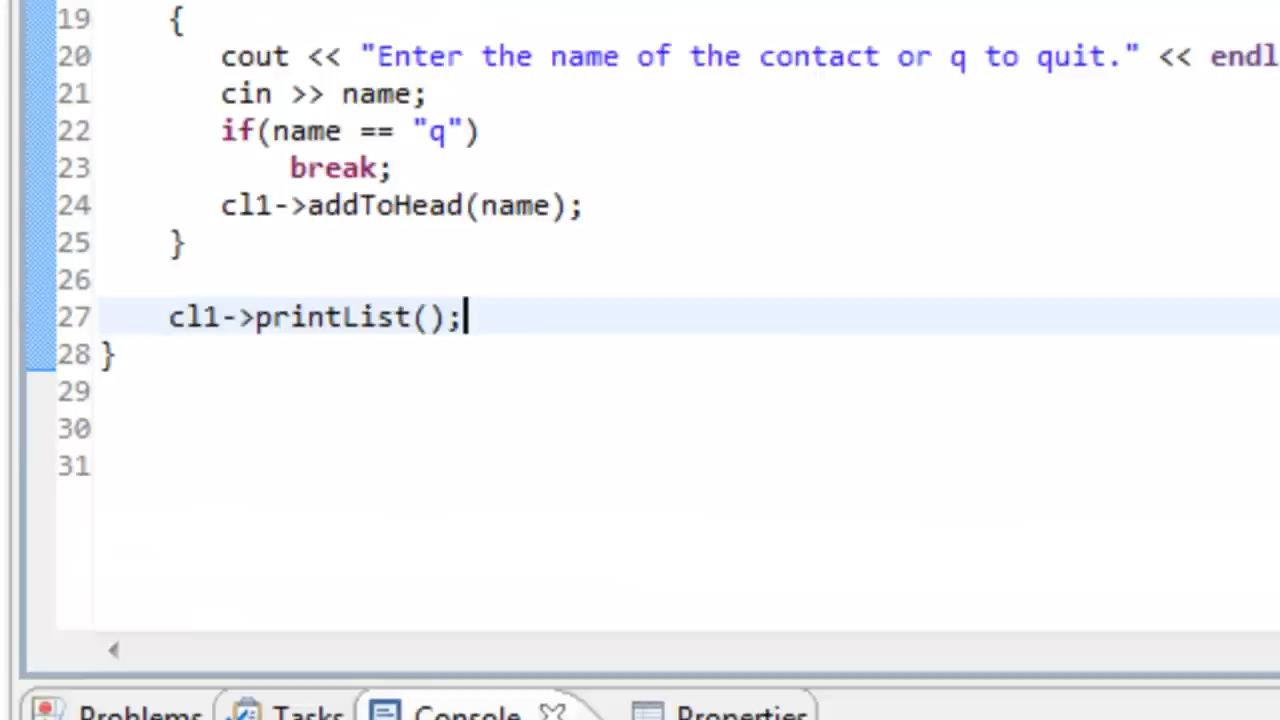 19 {
20 cout << "Enter the name of the contact or q to quit." << endl
21 cin >> name;
22 if(name == "q")
23 break;
24 cl1->addToHead(name);
25 }
26
27 cl1->printList();
28 }
29
30
31
Problems Tasks Console Properties